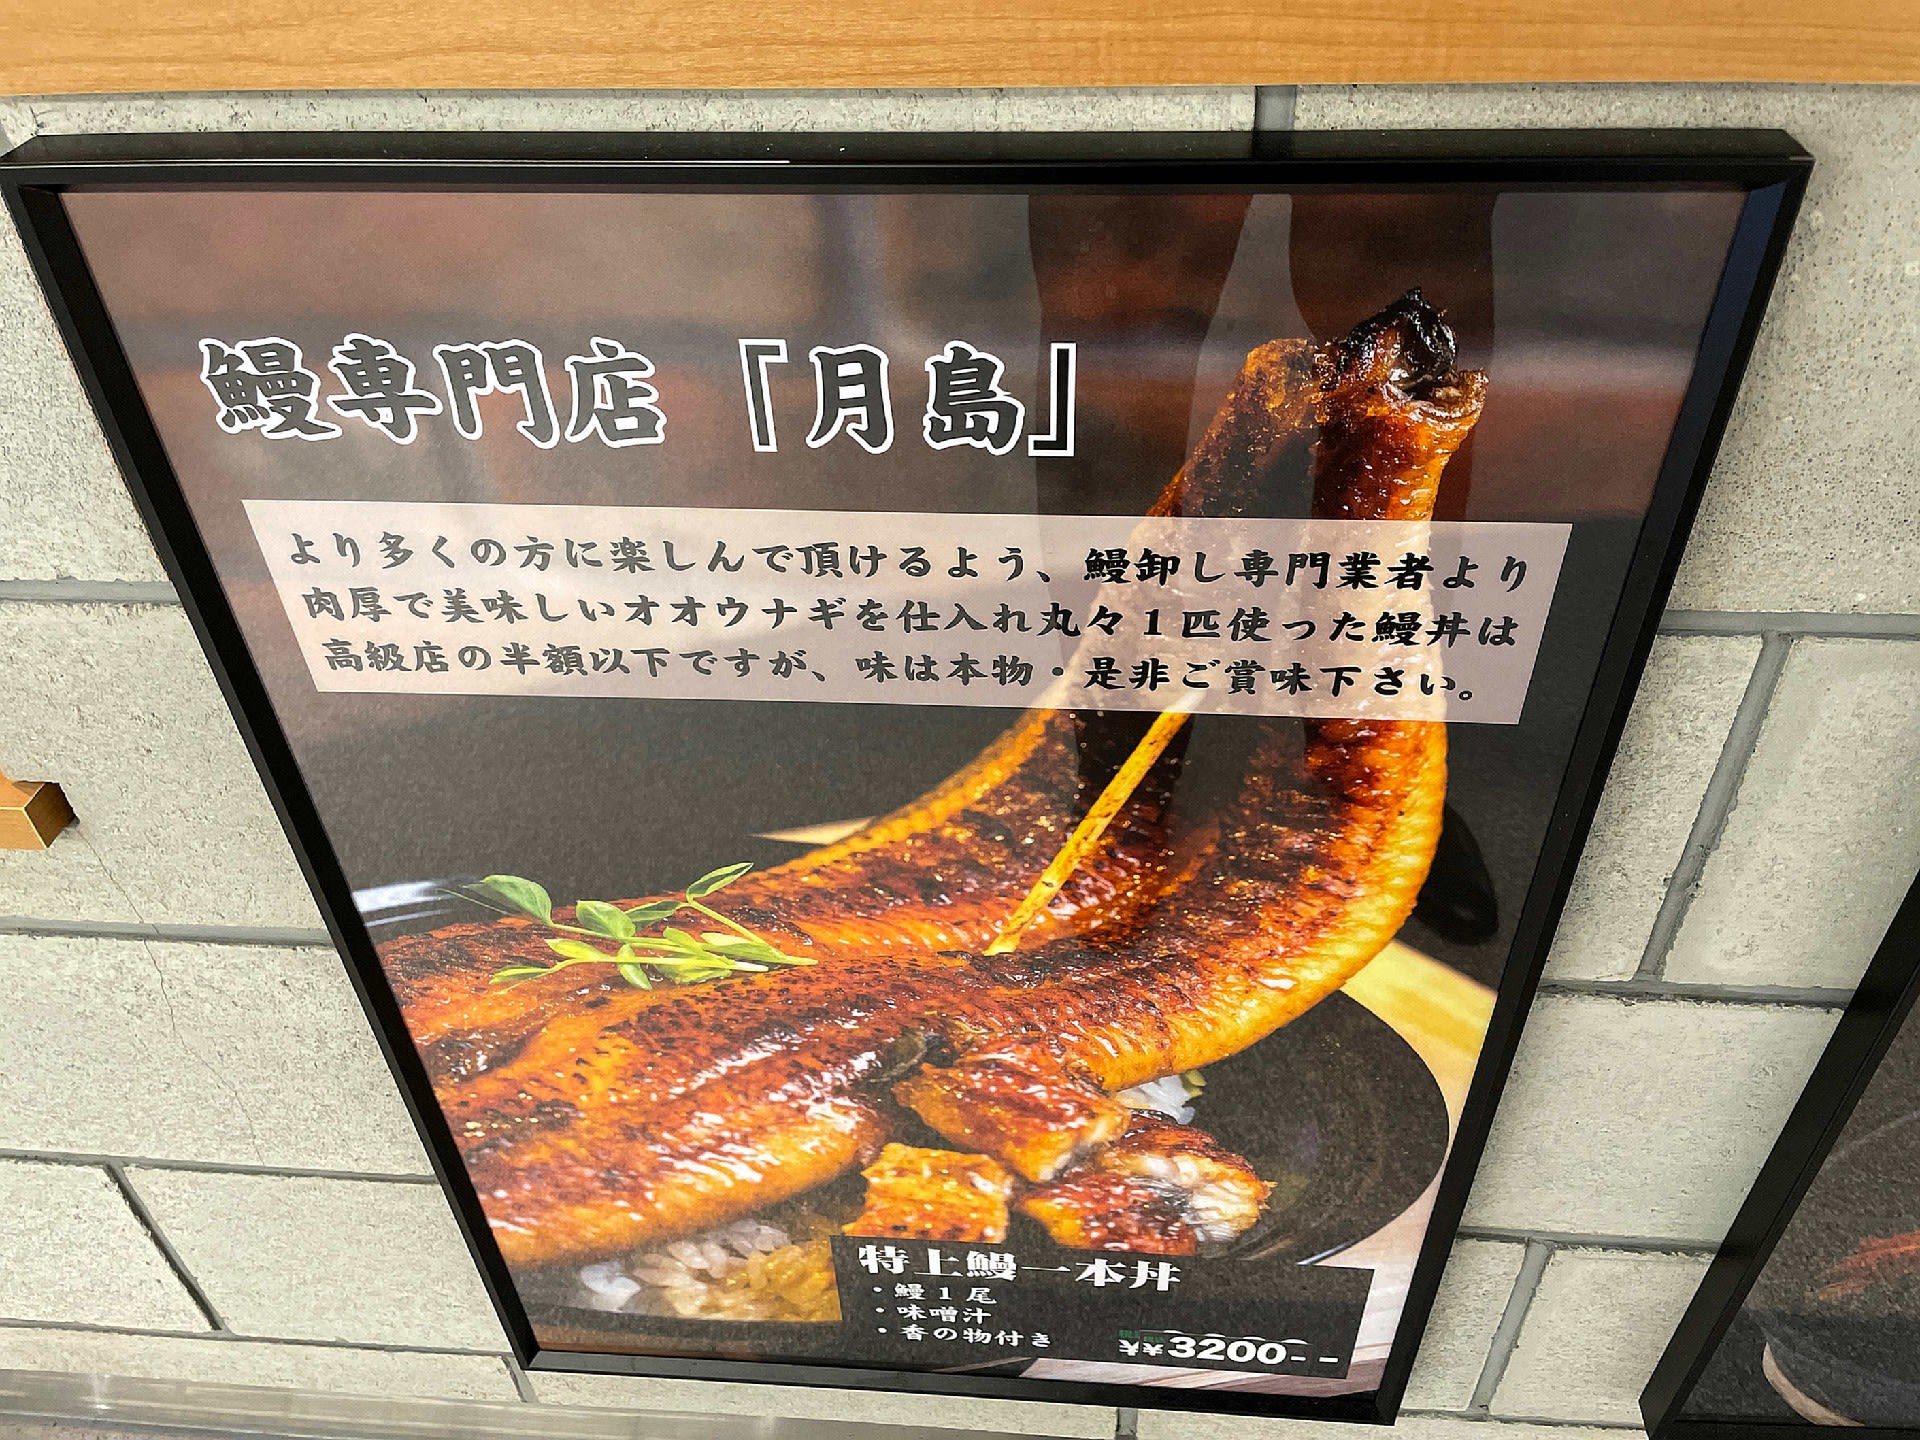 鰻専門店『月島』
より多くの方に楽しんで頂けるよう、鰻卸し専門業者より
肉厚で美味しいオオウナギを仕入れ丸々1匹使った鰻丼は
高級店の半額以下ですが、味は本物・是非ご賞味下さい。
特上鰻一本丼
・鰻1尾
・味噌汁
・香の物付き
¥¥3200--